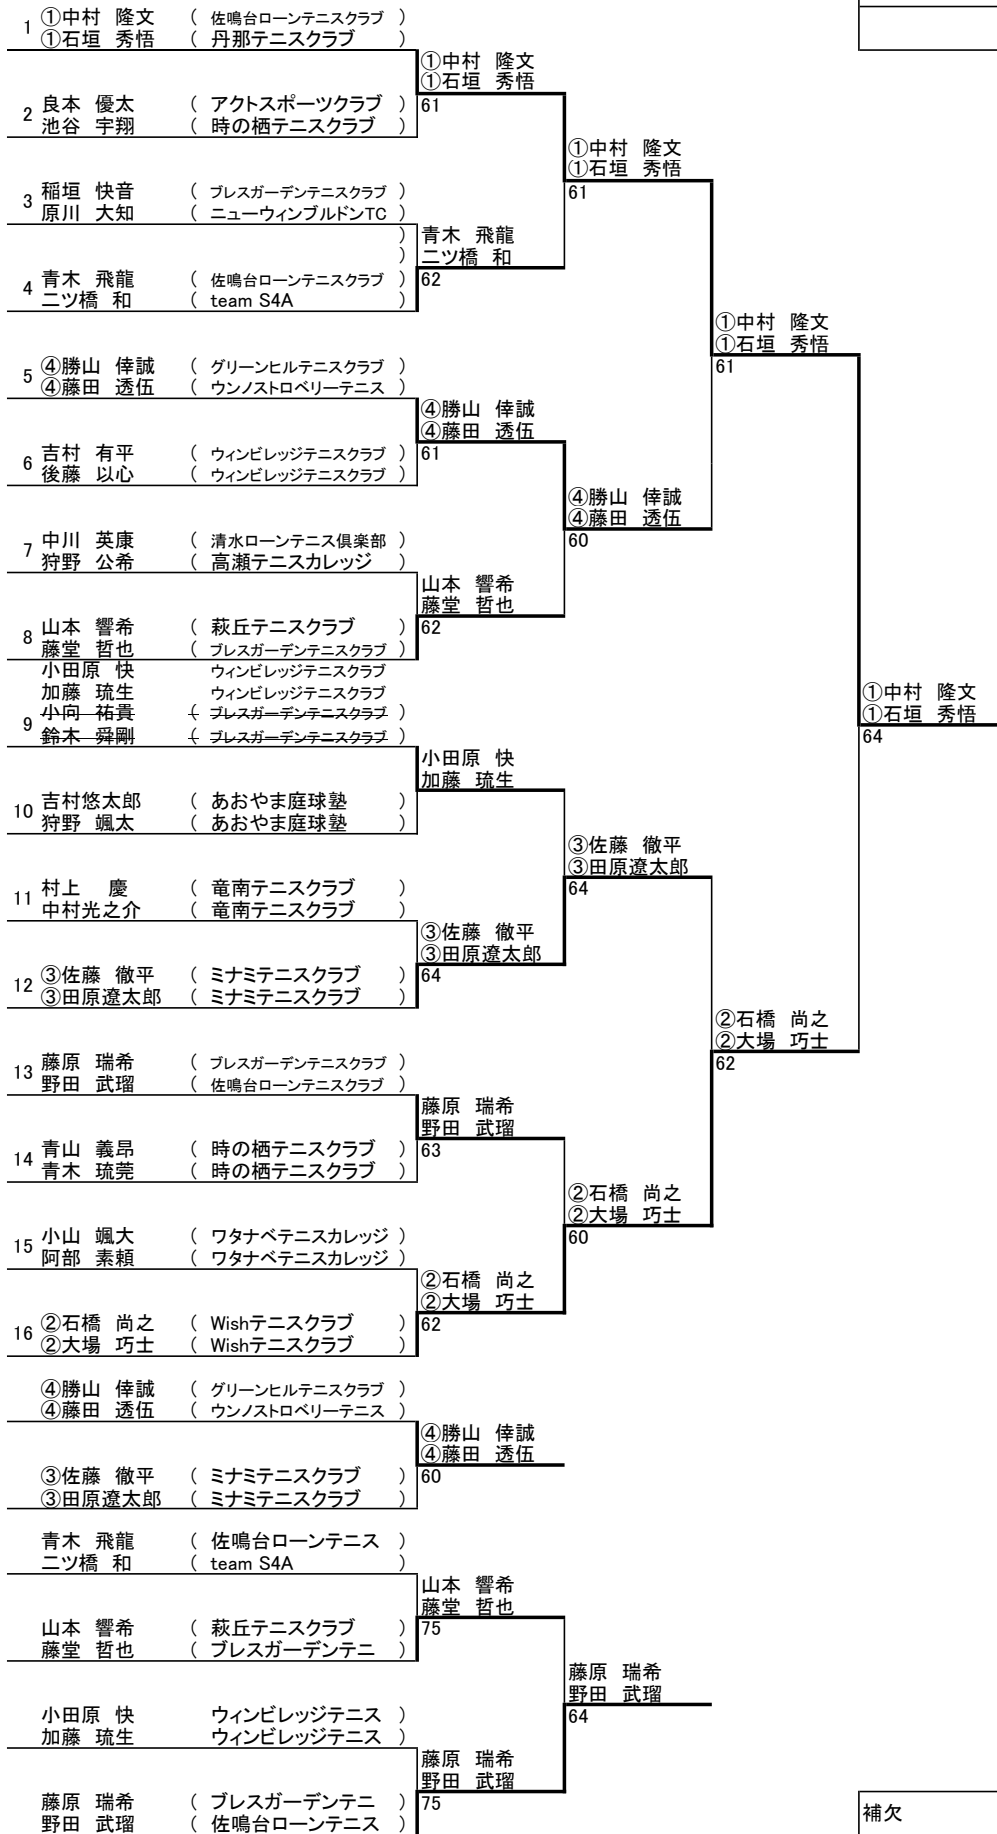 1 ①中村 隆文 ( 佐鳴台ローンテニスクラブ )
①石垣 秀悟 ( 丹那テニスクラブ )
①中村 隆文
①石垣 秀悟
61
2 良本 優太 ( アクトスポーツクラブ )
池谷 宇翔 ( 時の栖テニスクラブ )
①中村 隆文
①石垣 秀悟
61
3 稲垣 快音 ( ブレスガーデンテニスクラブ )
原川 大知 ( ニューウィンブルドンTC )
) 青木 飛龍
) 二ツ橋 和
62
4 青木 飛龍 ( 佐鳴台ローンテニスクラブ )
二ツ橋 和 ( team S4A )
①中村 隆文
①石垣 秀悟
61
5 ④勝山 倖誠 ( グリーンヒルテニスクラブ )
④藤田 透伍 ( ウンノストロベリーテニス )
④勝山 倖誠
④藤田 透伍
61
6 吉村 有平 ( ウィンビレッジテニスクラブ )
後藤 以心 ( ウィンビレッジテニスクラブ )
④勝山 倖誠
④藤田 透伍
60
7 中川 英康 ( 清水ローンテニス倶楽部 )
狩野 公希 ( 高瀬テニスカレッジ )
山本 響希
藤堂 哲也
62
8 山本 響希 ( 萩丘テニスクラブ )
藤堂 哲也 ( ブレスガーデンテニスクラブ )
小田原 快 ウィンビレッジテニスクラブ
加藤 琉生 ウィンビレッジテニスクラブ
①中村 隆文
①石垣 秀悟
64
9 小向 祐貴 ( ブレスガーデンテニスクラブ )
鈴木 舜剛 ( ブレスガーデンテニスクラブ )
小田原 快
加藤 琉生
10 吉村悠太郎 ( あおやま庭球塾 )
狩野 颯太 ( あおやま庭球塾 )
③佐藤 徹平
③田原遼太郎
64
11 村上 慶 ( 竜南テニスクラブ )
中村光之介 ( 竜南テニスクラブ )
③佐藤 徹平
③田原遼太郎
64
12 ③佐藤 徹平 ( ミナミテニスクラブ )
③田原遼太郎 ( ミナミテニスクラブ )
②石橋 尚之
②大場 巧士
62
13 藤原 瑞希 ( ブレスガーデンテニスクラブ )
野田 武瑠 ( 佐鳴台ローンテニスクラブ )
藤原 瑞希
野田 武瑠
63
14 青山 義昂 ( 時の栖テニスクラブ )
青木 琉莞 ( 時の栖テニスクラブ )
②石橋 尚之
②大場 巧士
60
15 小山 颯大 ( ワタナベテニスカレッジ )
阿部 素頼 ( ワタナベテニスカレッジ )
②石橋 尚之
②大場 巧士
62
16 ②石橋 尚之 ( Wishテニスクラブ )
②大場 巧士 ( Wishテニスクラブ )
④勝山 倖誠 ( グリーンヒルテニスクラブ )
④藤田 透伍 ( ウンノストロベリーテニス )
④勝山 倖誠
④藤田 透伍
60
③佐藤 徹平 ( ミナミテニスクラブ )
③田原遼太郎 ( ミナミテニスクラブ )
青木 飛龍 ( 佐鳴台ローンテニス )
二ツ橋 和 ( team S4A )
山本 響希
藤堂 哲也
75
山本 響希 ( 萩丘テニスクラブ )
藤堂 哲也 ( ブレスガーデンテニ )
藤原 瑞希
野田 武瑠
64
小田原 快 ウィンビレッジテニス )
加藤 琉生 ウィンビレッジテニス )
藤原 瑞希
野田 武瑠
75
藤原 瑞希 ( ブレスガーデンテニ )
野田 武瑠 ( 佐鳴台ローンテニス )
補欠